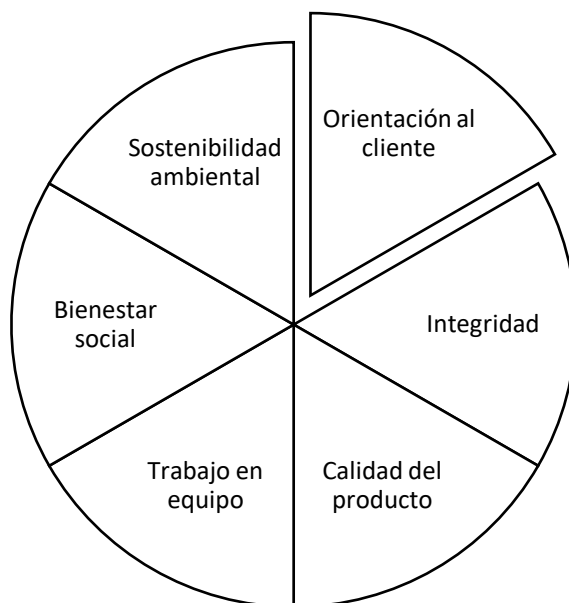 Orientación al
cliente
Integridad
Calidad del
producto
Trabajo en
equipo
Bienestar
social
Sostenibilidad
ambiental